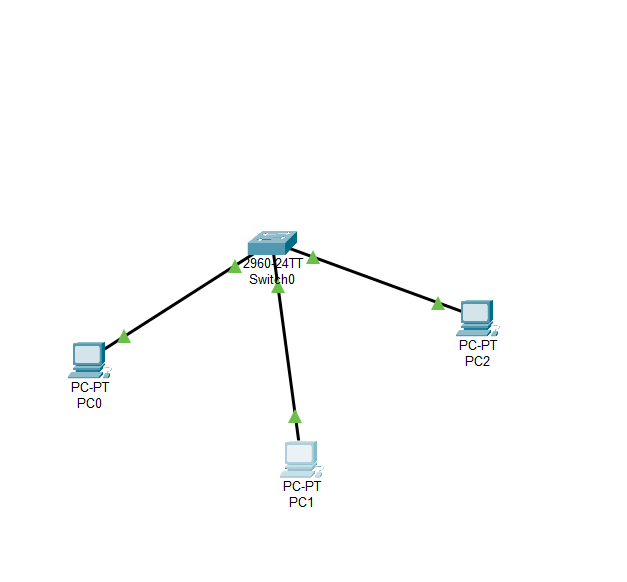 2960-24TT
Switch0
PC-PT
PC2
PC-PT
PC0
PC-PT
PC1